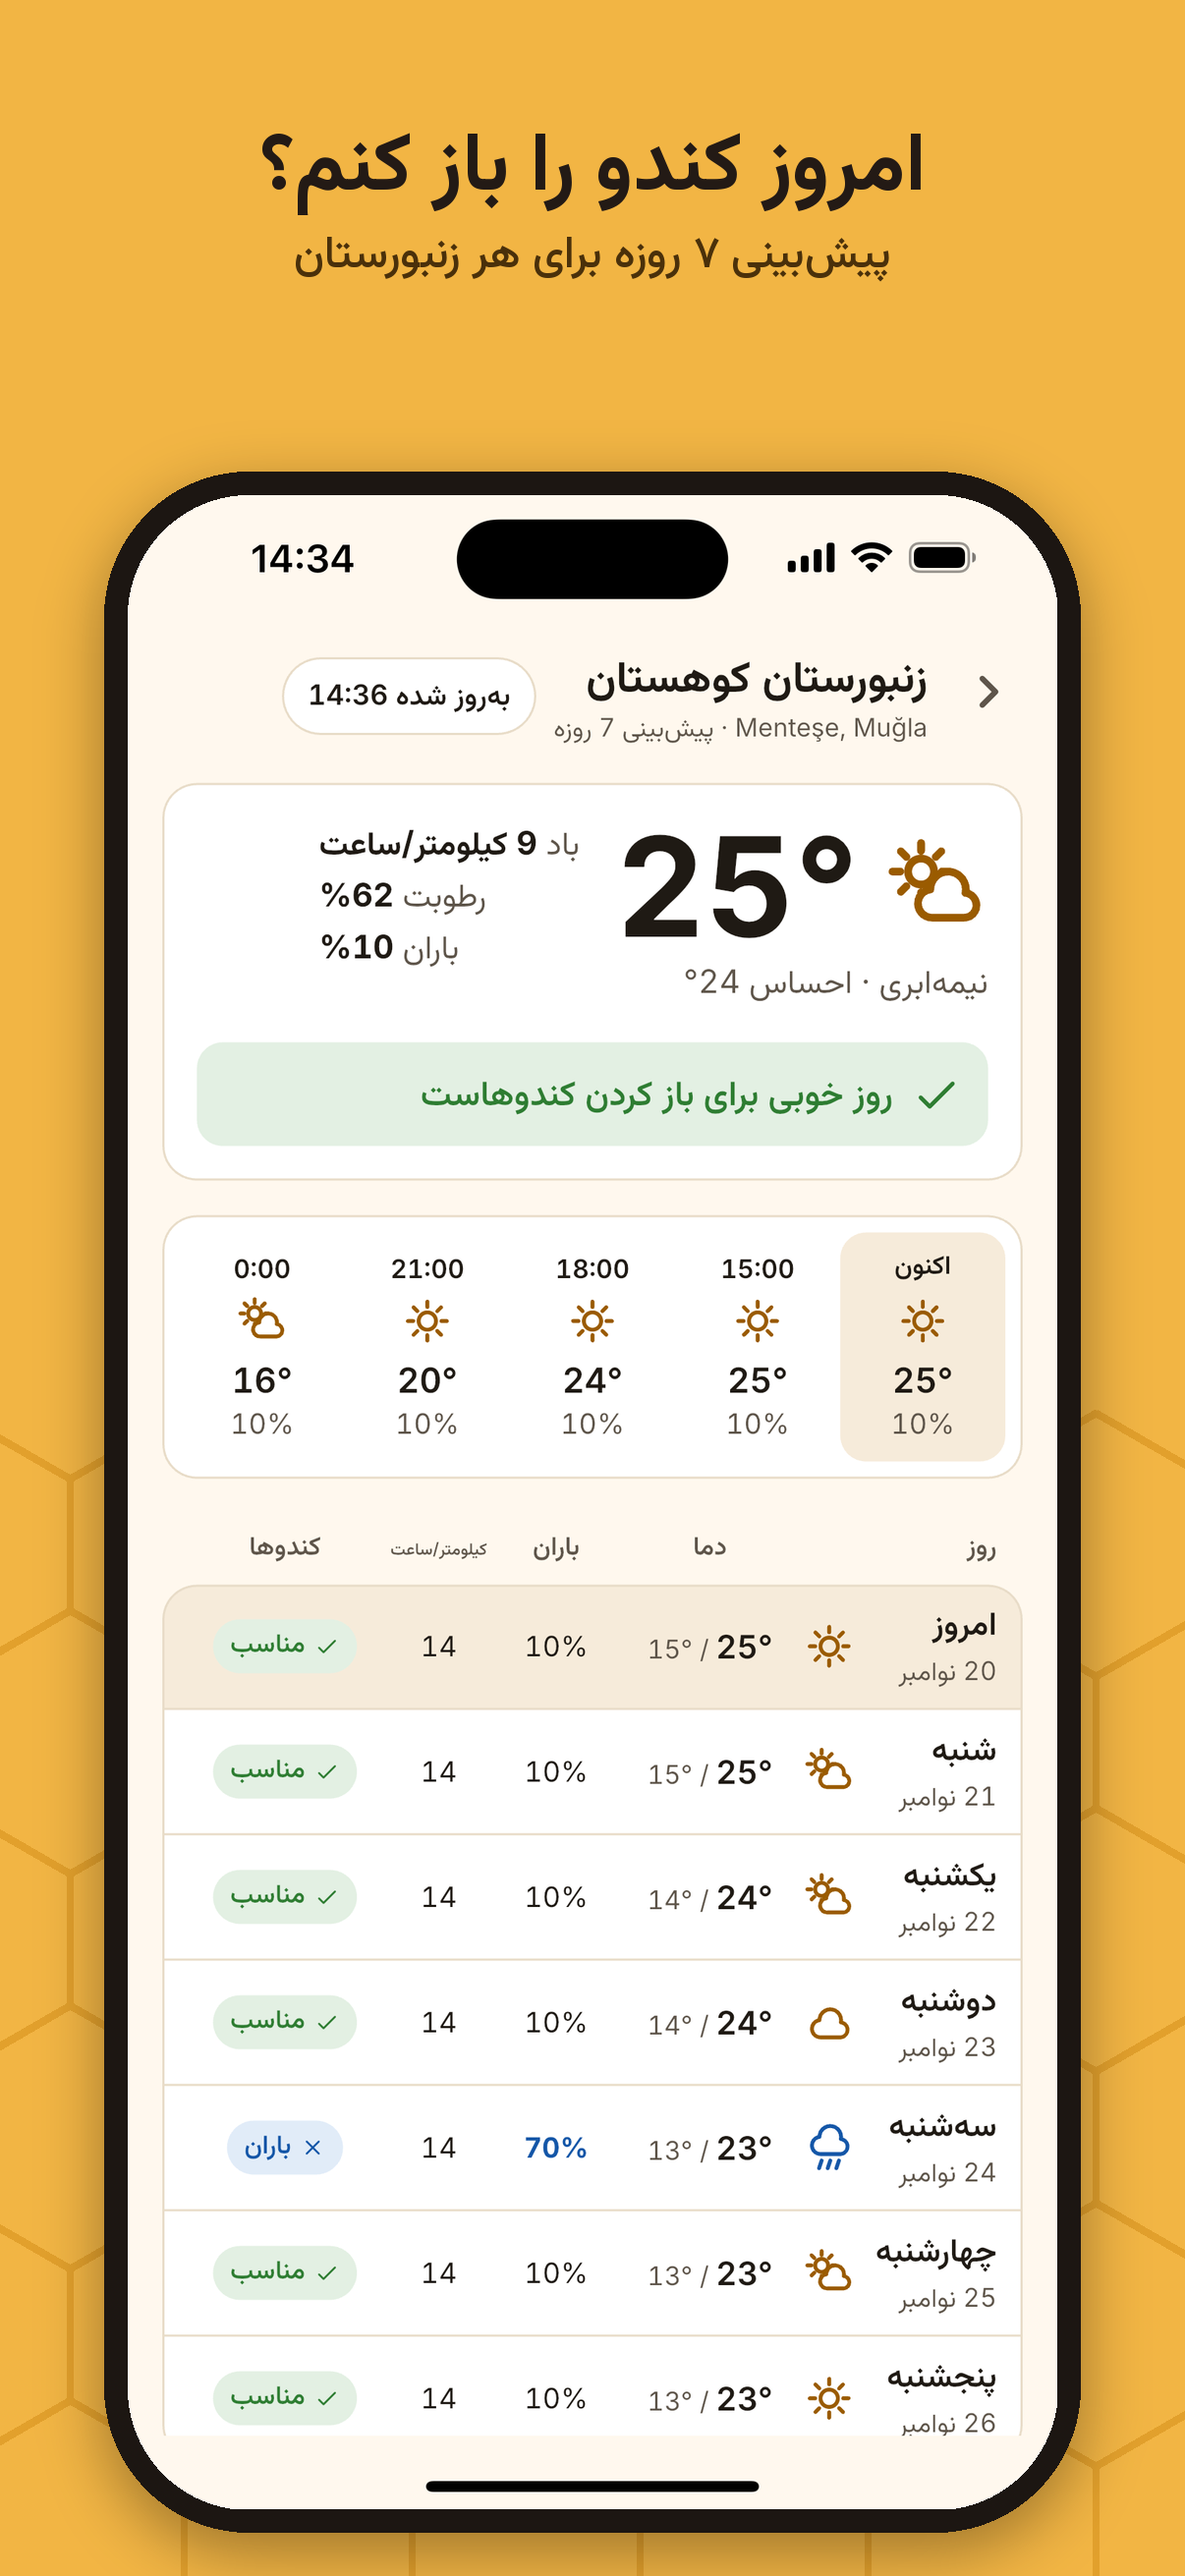 امروز کندو را باز کنم؟
پیش‌بینی ۷ روزه برای هر زنبورستان
14:34
زنبورستان کوهستان
Menteşe, Muğla · پیش‌بینی 7 روزه
به‌روز شده 14:36
25°
نیمه‌ابری · احساس 24°
باد 9 کیلومتر/ساعت
رطوبت 62%
باران 10%
روز خوبی برای باز کردن کندوهاست
اکنون 15:00 18:00 21:00 0:00
25° 25° 24° 20° 16°
10% 10% 10% 10% 10%
روز دما باران کیلومتر/ساعت کندوها
امروز 25° / 15° 10% 14 مناسب
20 نوامبر
شنبه 25° / 15° 10% 14 مناسب
21 نوامبر
یکشنبه 24° / 14° 10% 14 مناسب
22 نوامبر
دوشنبه 24° / 14° 10% 14 مناسب
23 نوامبر
سه‌شنبه 23° / 13° 70% 14 باران
24 نوامبر
چهارشنبه 23° / 13° 10% 14 مناسب
25 نوامبر
پنجشنبه 23° / 13° 10% 14 مناسب
26 نوامبر